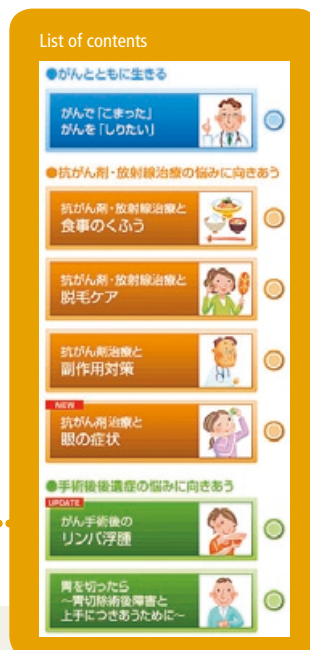 List of contents
●がんとともに生きる
がんで「こまった」
がんを「しりたい」
●抗がん剤・放射線治療の悩みに向きあう
抗がん剤・放射線治療と
食事のくふう
抗がん剤・放射線治療と
脱毛ケア
抗がん剤治療と
副作用対策
NEW
抗がん剤治療と
眼の症状
●手術後後遺症の悩みに向きあう
UPDATE
がん手術後の
リンパ浮腫
胃を切ったら
～胃切除術後障害と
上手につきあうために～